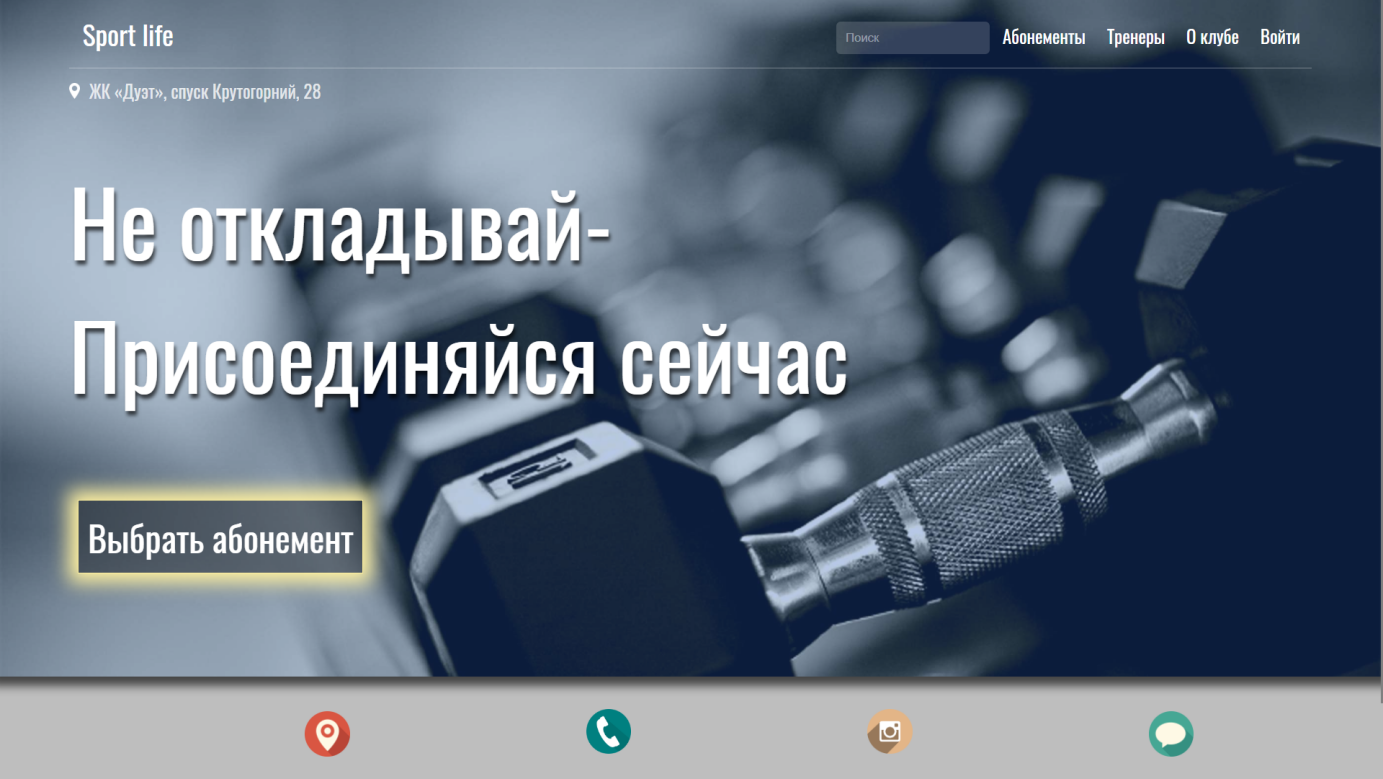 Sport life
Поиск
Абонементы
Тренеры
О клубе
Войти
ЖК «Дуэт», спуск Крутогорний, 28
Не откладывай-
Присоединяйся сейчас
Выбрать абонемент